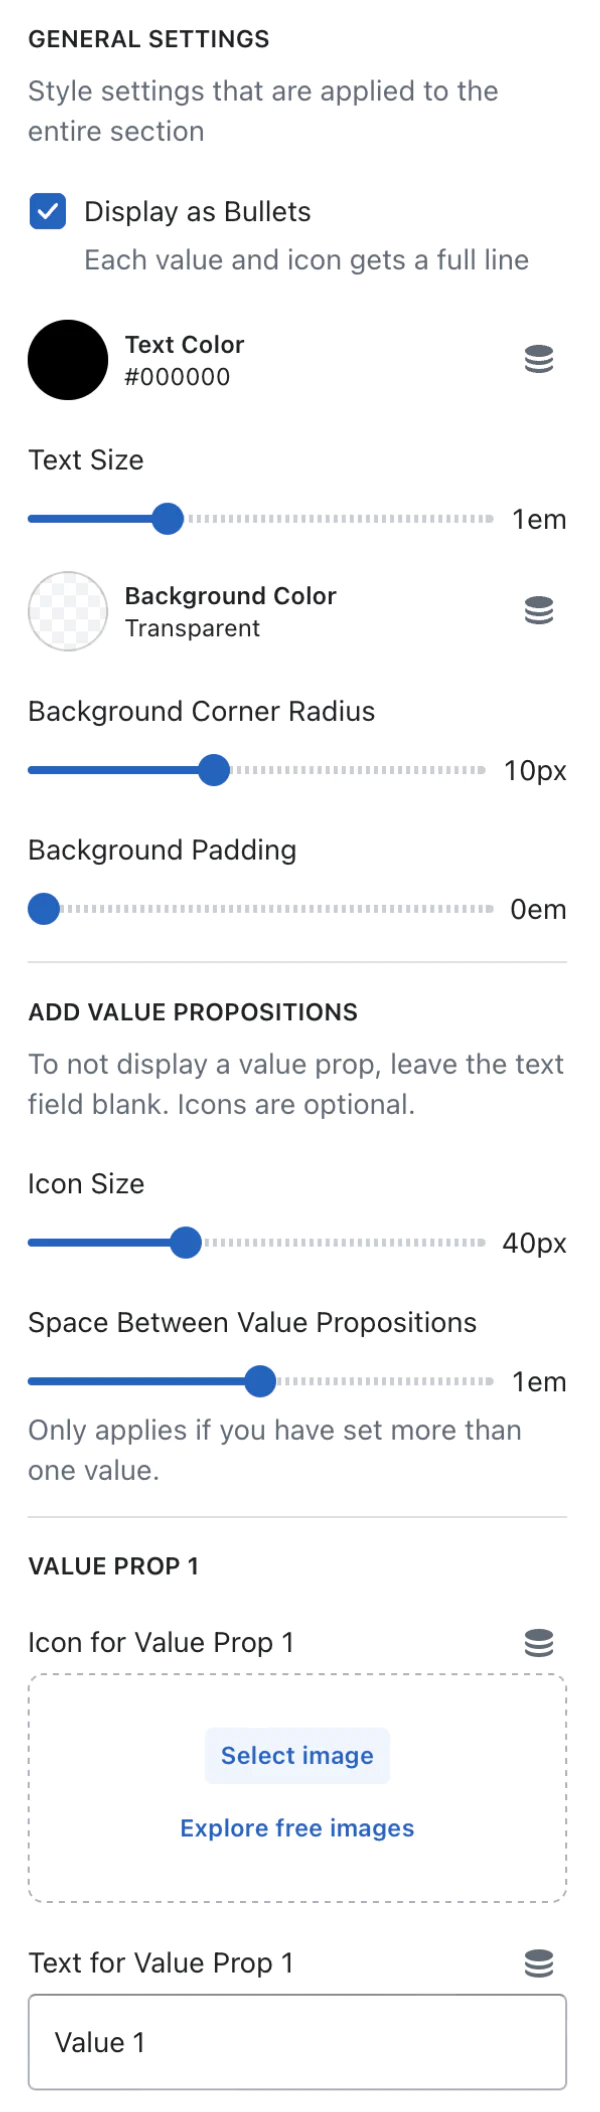 GENERAL SETTINGS
Style settings that are applied to the
entire section
Display as Bullets
Each value and icon gets a full line
Text Color
#000000
Text Size
1em
Background Color
Transparent
Background Corner Radius
10px
Background Padding
0em
ADD VALUE PROPOSITIONS
To not display a value prop, leave the text
field blank. Icons are optional.
Icon Size
40px
Space Between Value Propositions
1em
Only applies if you have set more than
one value.
VALUE PROP 1
Icon for Value Prop 1
Select image
Explore free images
Text for Value Prop 1
Value 1